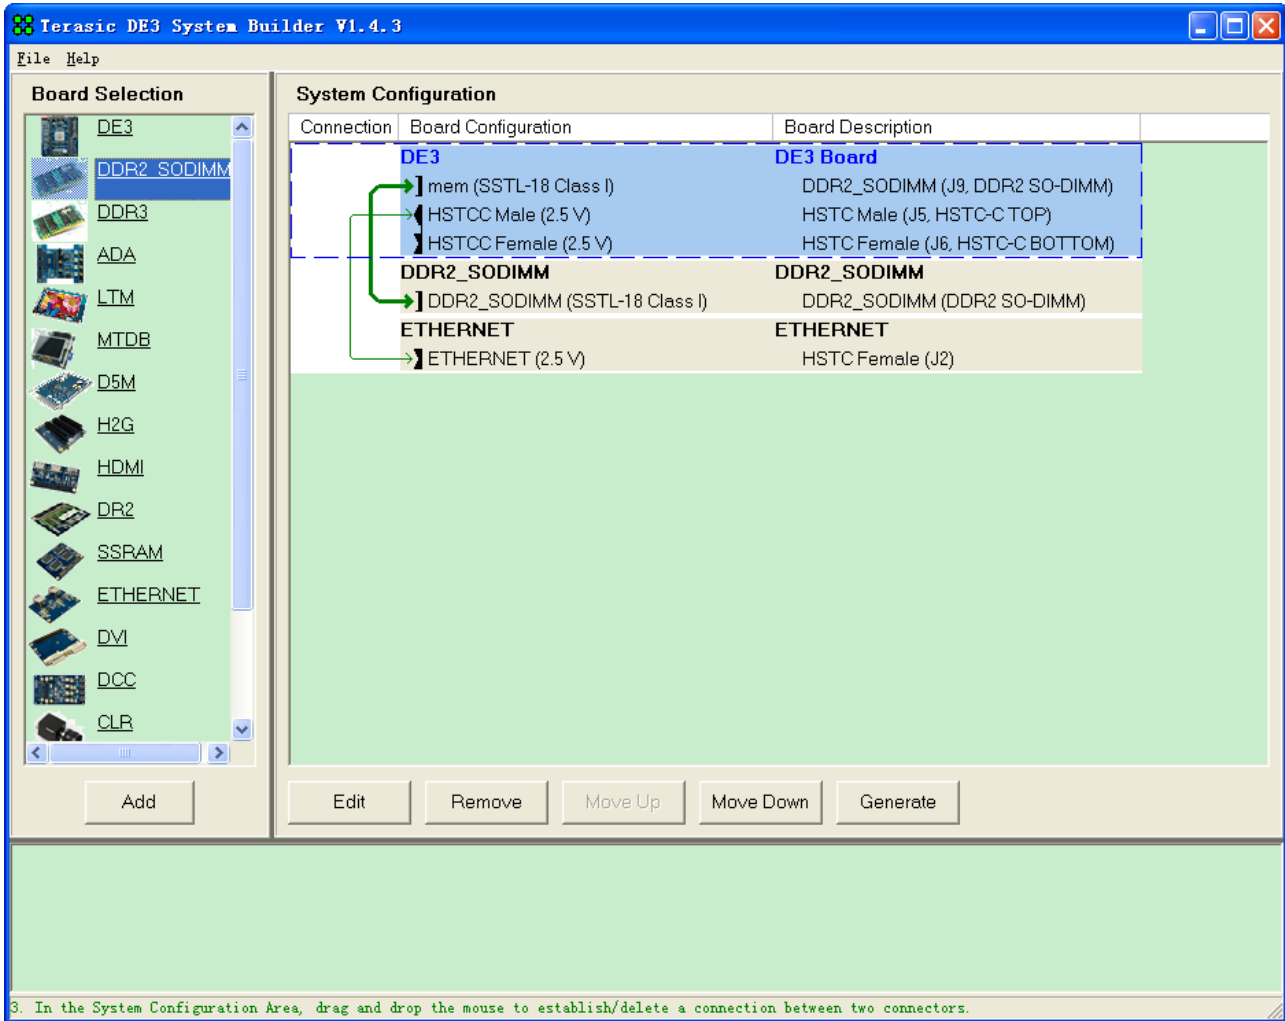 Terasic DE3 System Builder V1.4.3
File Help
Board Selection
DE3
DDR2_SODIMM
DDR3
ADA
LTM
MTDB
D5M
H2G
HDMI
DR2
SSRAM
ETHERNET
DVI
DCC
CLR
Add
System Configuration
Connection Board Configuration Board Description
DE3 DE3 Board
mem (SSTL-18 Class I) DDR2_SODIMM (J9, DDR2 SO-DIMM)
HSTCC Male (2.5 V) HSTC Male (J5, HSTC-C TOP)
HSTCC Female (2.5 V) HSTC Female (J6, HSTC-C BOTTOM)
DDR2_SODIMM DDR2_SODIMM
DDR2_SODIMM (SSTL-18 Class I) DDR2_SODIMM (DDR2 SO-DIMM)
ETHERNET ETHERNET
ETHERNET (2.5 V) HSTC Female (J2)
Edit Remove Move Up Move Down Generate
3. In the System Configuration Area, drag and drop the mouse to establish/delete a connection between two connectors.